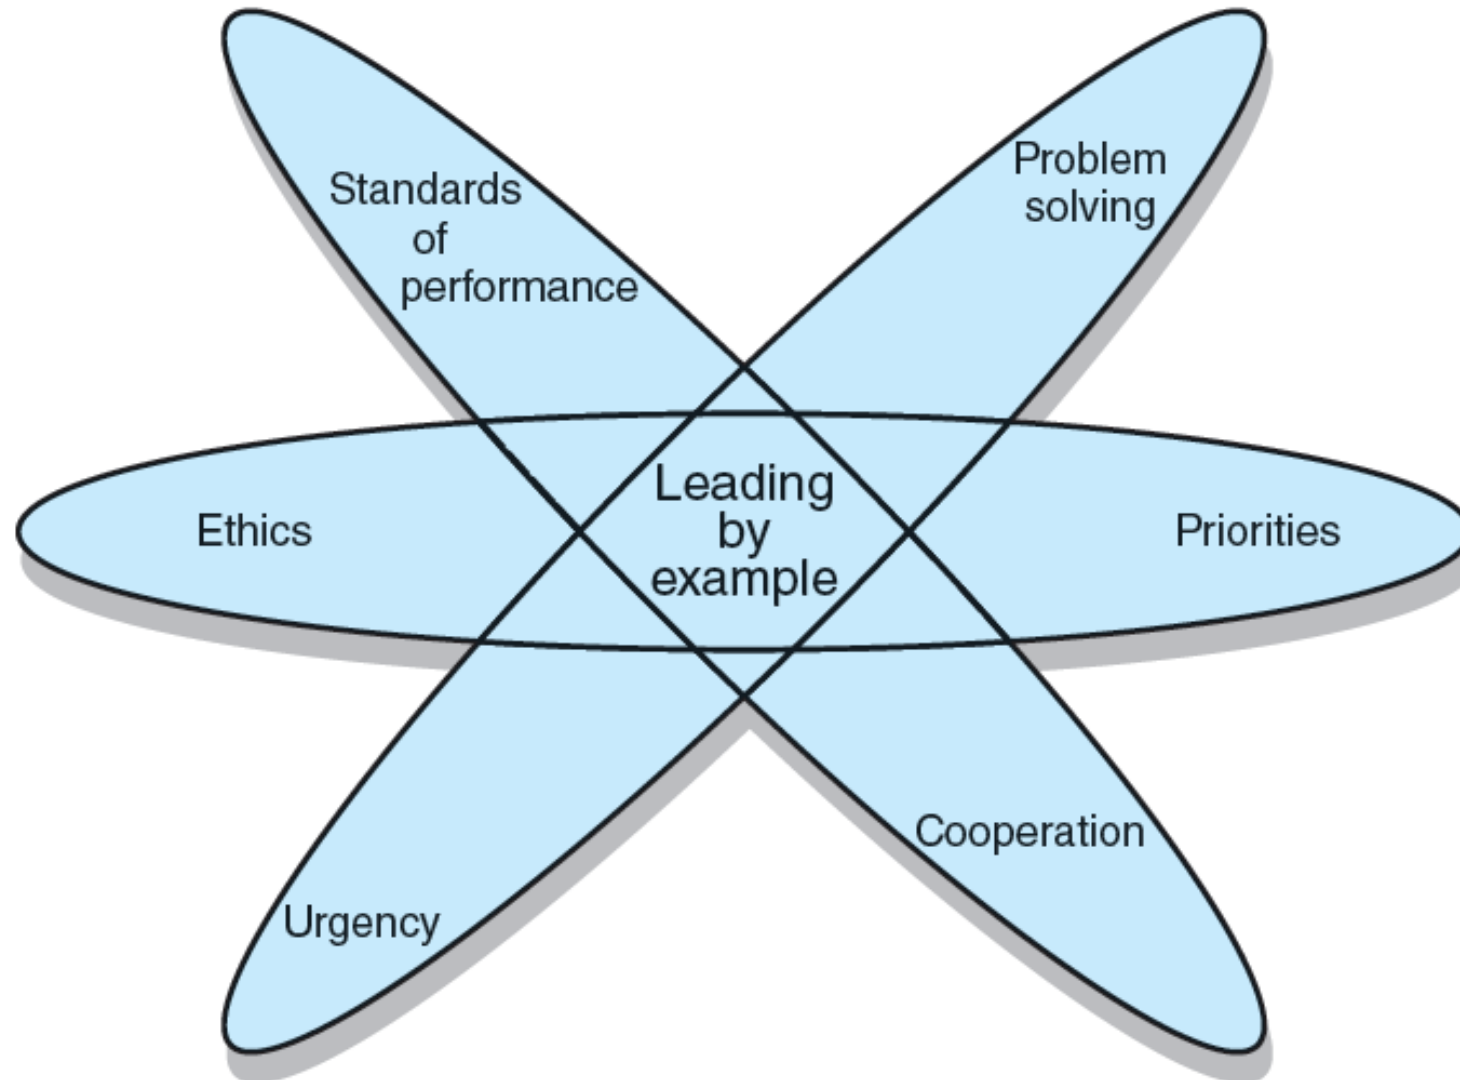 Standards
of
performance
Problem
solving
Leading
by
example
Ethics
Priorities
Cooperation
Urgency